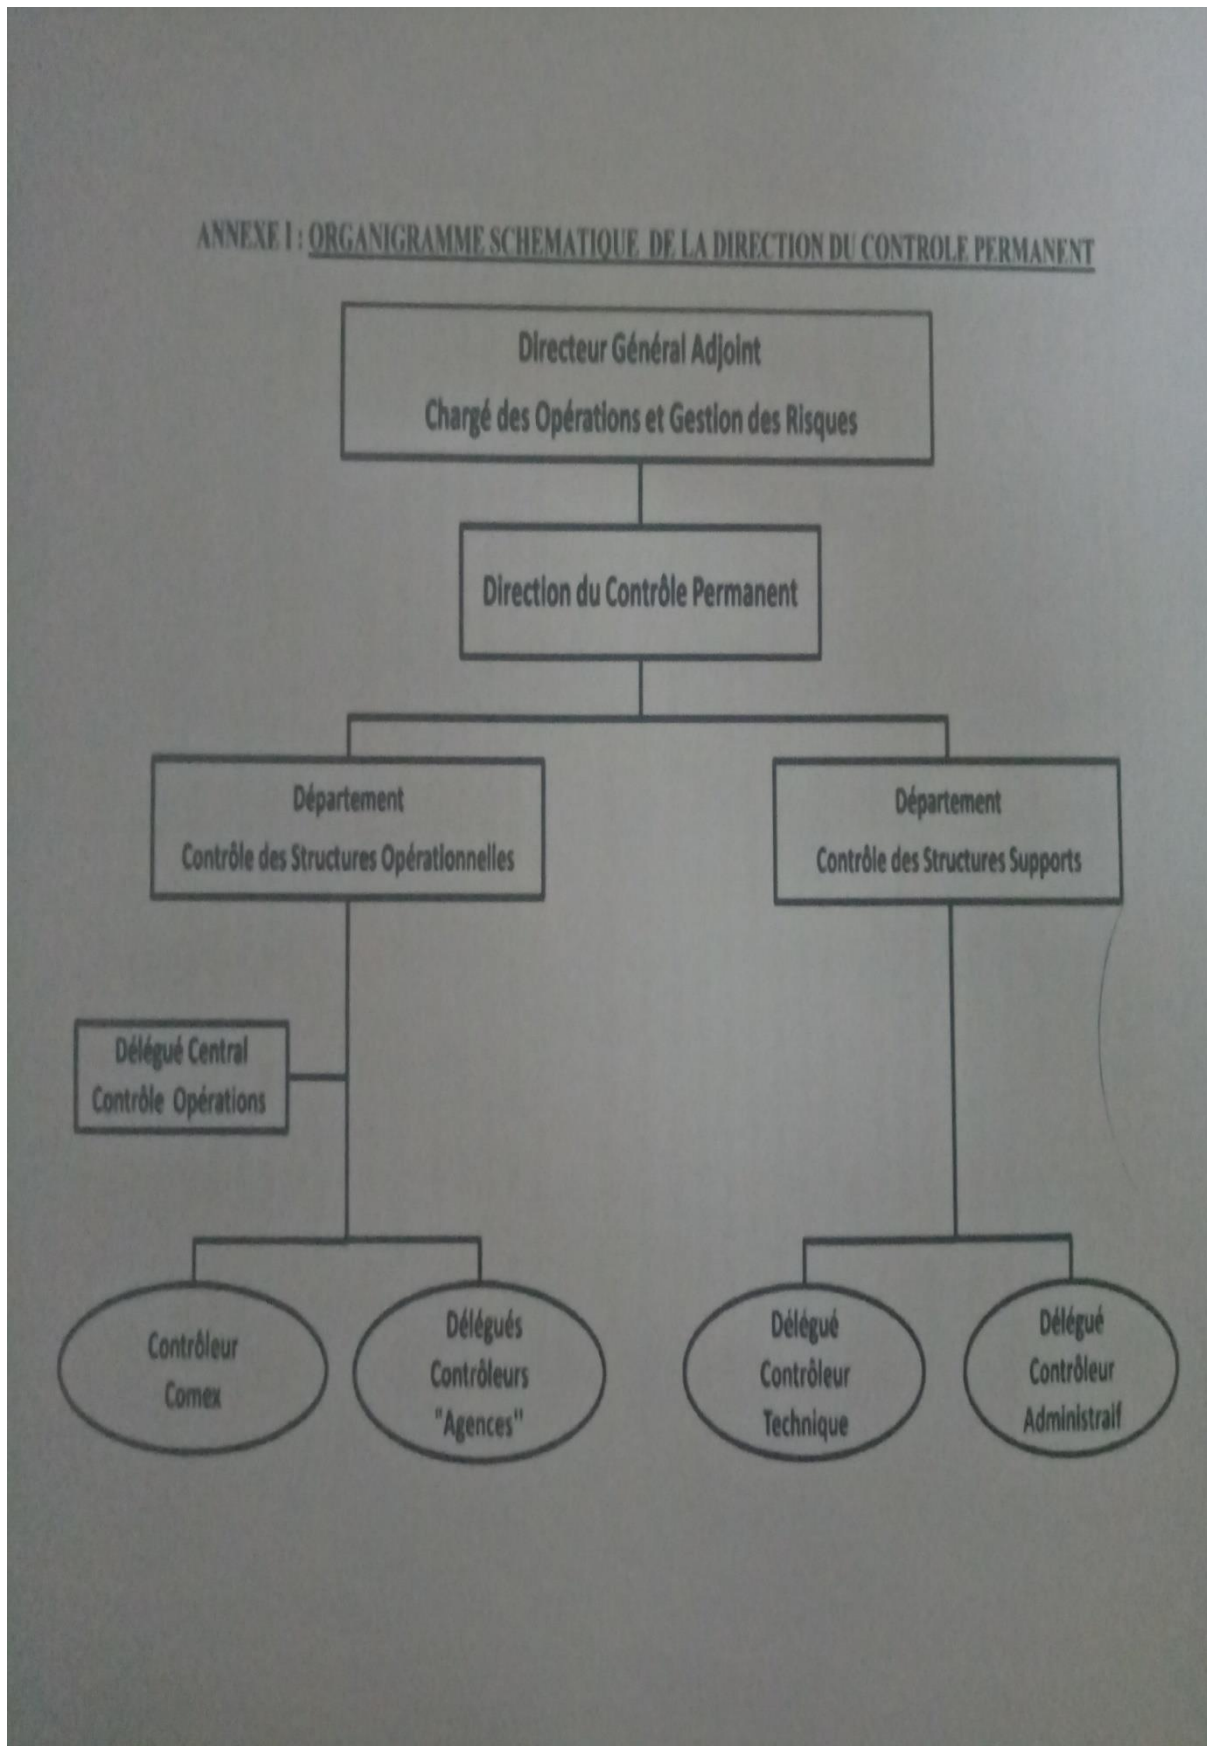 ANNEXE I : ORGANIGRAMME SCHEMATIQUE DE LA DIRECTION DU CONTROLE PERMANENT
Directeur Général Adjoint
Chargé des Opérations et Gestion des Risques
Direction du Contrôle Permanent
Département
Contrôle des Structures Opérationnelles
Département
Contrôle des Structures Supports
Délégué Central
Contrôle Opérations
Contrôleur
Comex
Délégués
Contrôleurs
"Agences"
Délégué
Contrôleur
Technique
Délégué
Contrôleur
Administraif